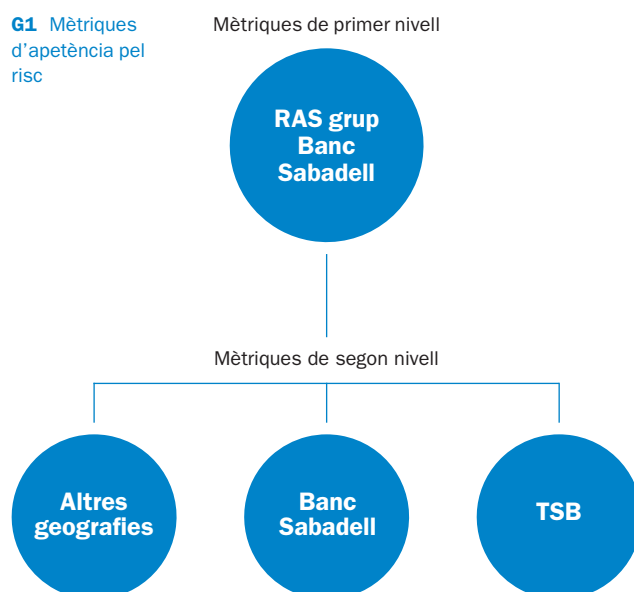 G1 Mètriques
d’apetència pel
risc
Mètriques de primer nivell
RAS grup
Banc
Sabadell
Mètriques de segon nivell
Altres
geografies
Banc
Sabadell
TSB